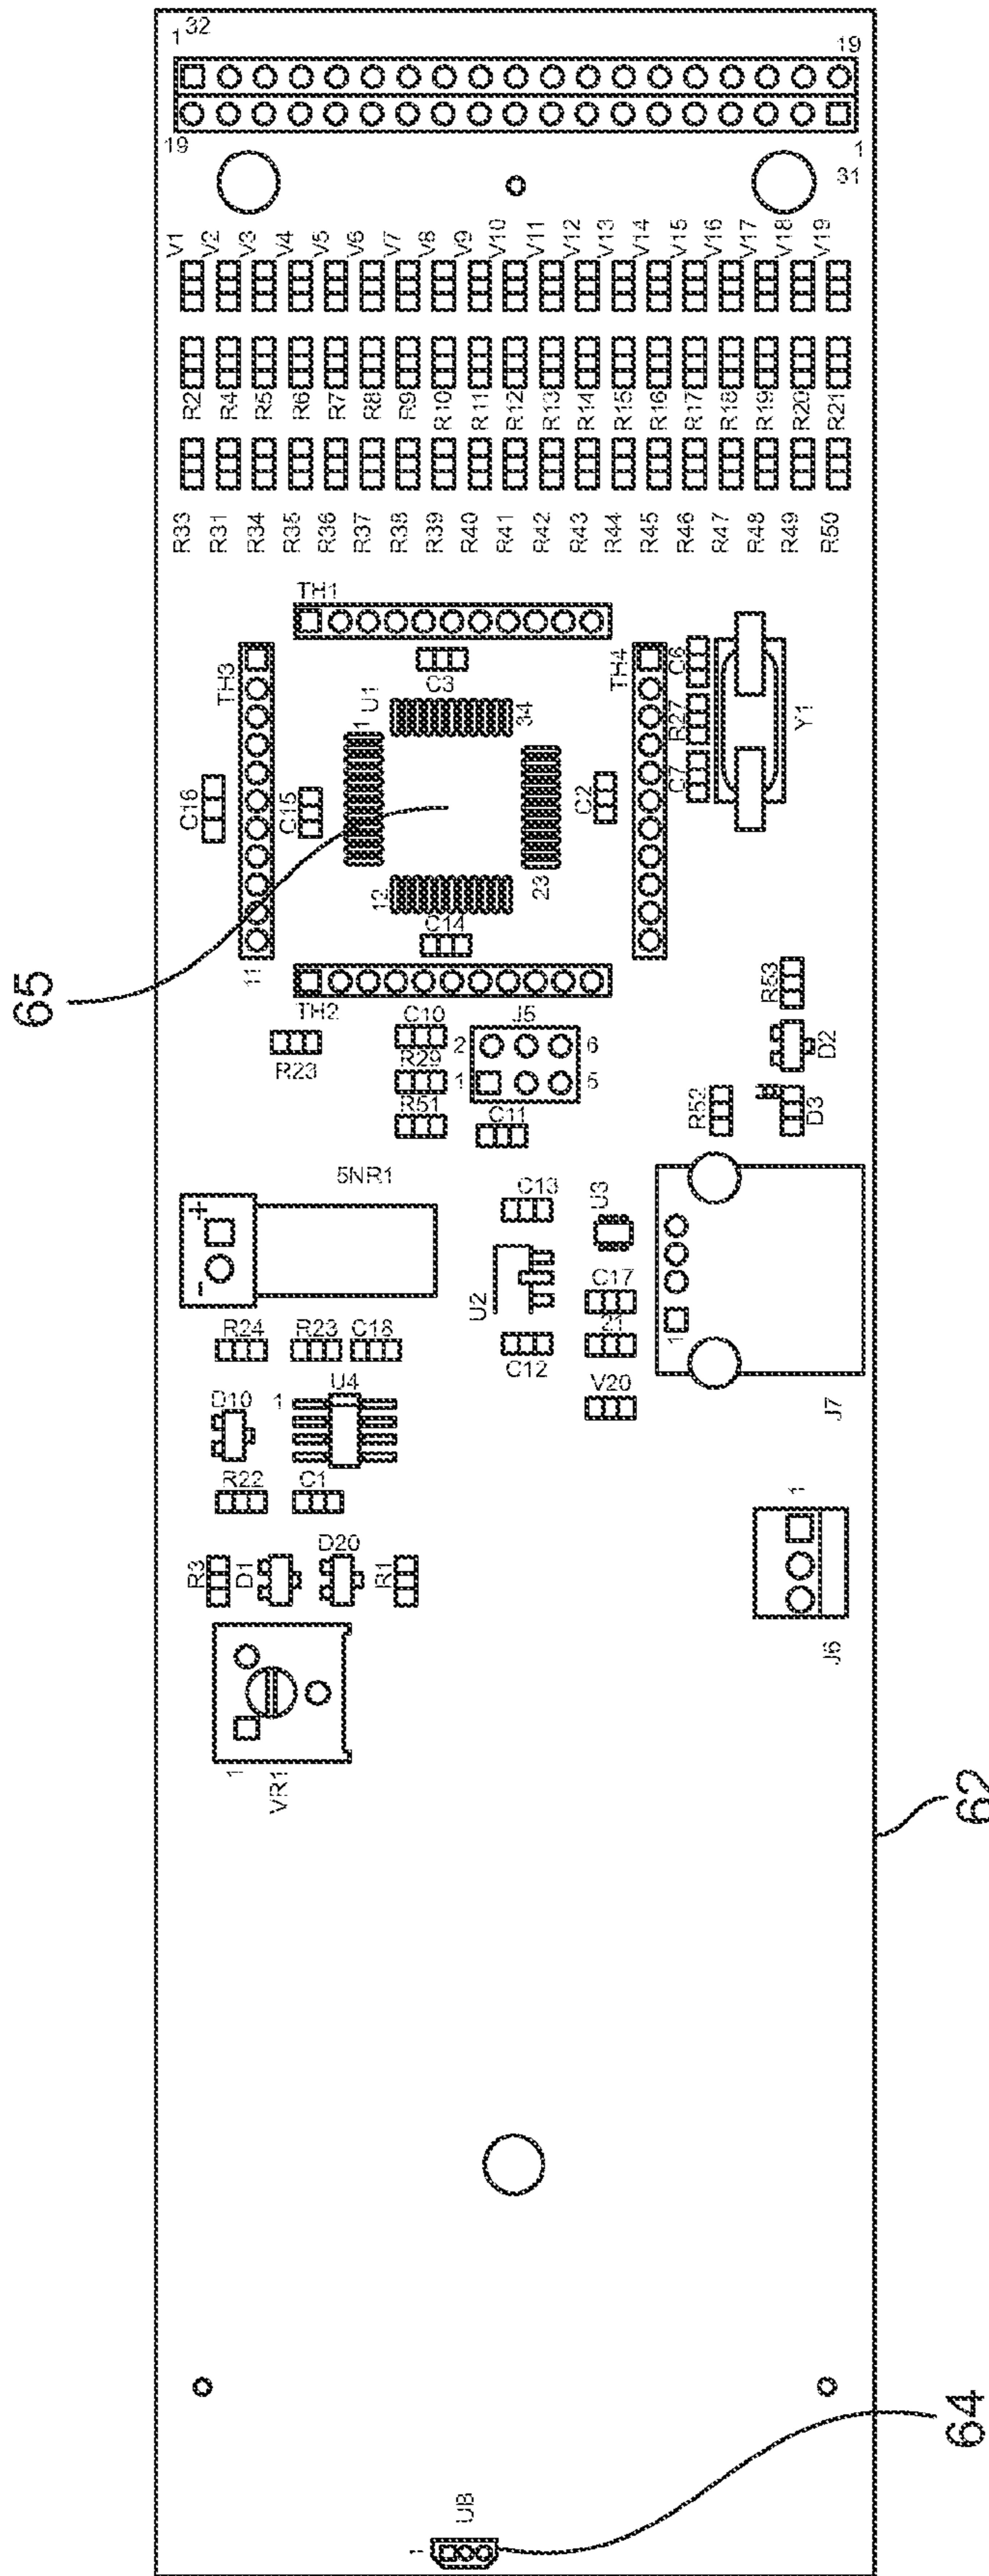 1 32
19
19
1
31
V1 V2 V3 V4 V5 V6 V7 V8 V9 V10 V11 V12 V13 V14 V15 V16 V17 V18 V19
R2 R4 R5 R6 R7 R8 R9 R10 R11 R12 R13 R14 R15 R16 R17 R18 R19 R20 R21
R33 R31 R34 R35 R36 R37 R38 R39 R40 R41 R42 R43 R44 R45 R46 R47 R48 R49 R50
TH1
TH3
TH4
C3
C6
U1
1
34
R27
Y1
C16
C15
C2
C7
65
12
23
C14
11
TH2
C10
J5
R53
R23
R29
2
6
D2
1
5
R51
C11
R52
D3
5NR1
C13
U3
+
-
U2
C17
1
R24
R23
C18
C12
21
U4
D10
1
V20
J7
R22
C1
1
D20
R3
D1
R1
J6
1
VR1
62
64
U8
1